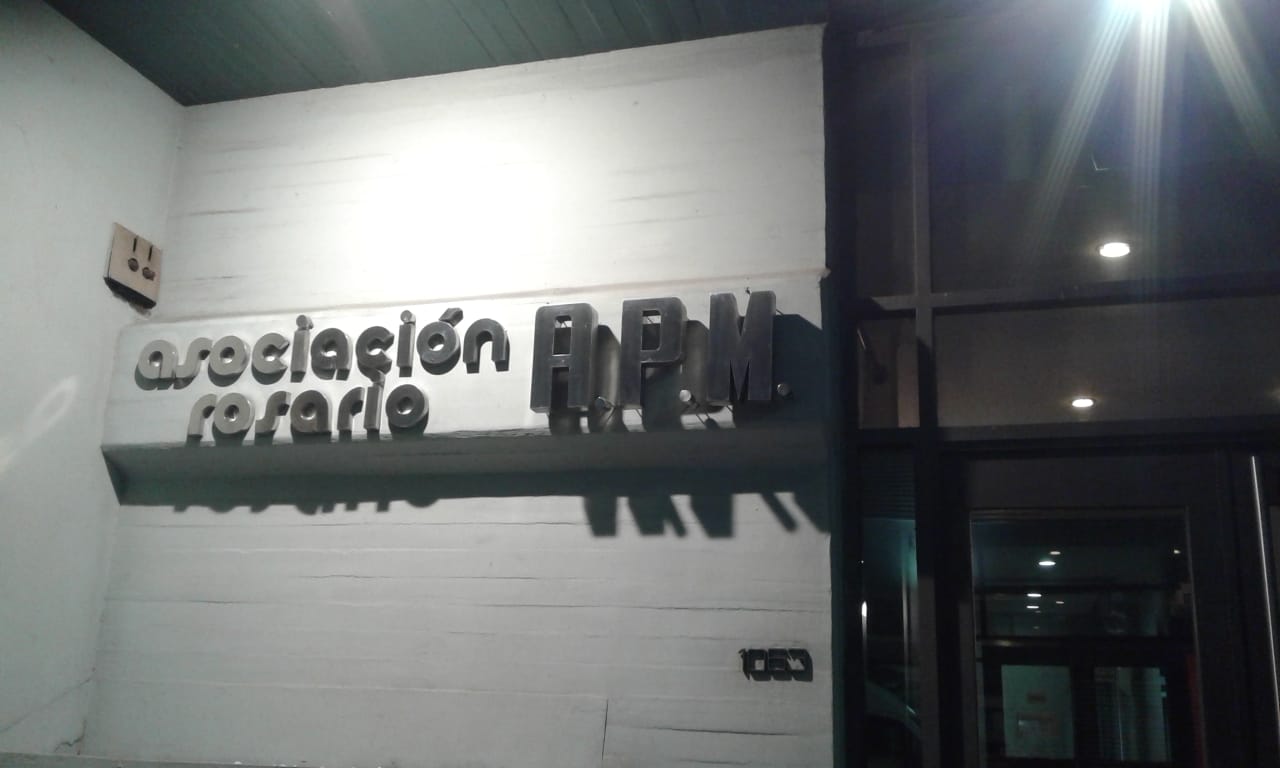 asociación
rosario
A.P.M.
1053